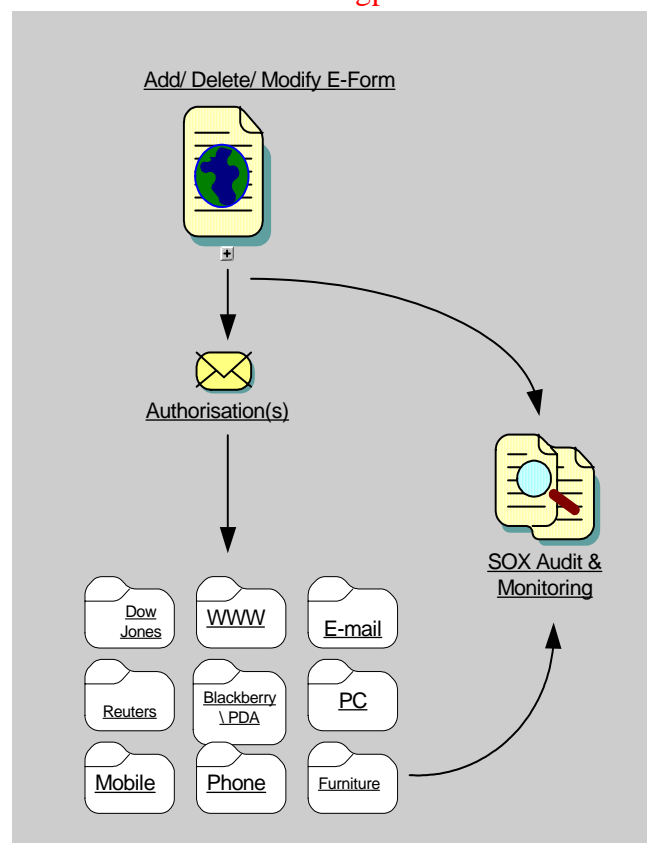 Add/ Delete/ Modify E-Form
+
Authorisation(s)
SOX Audit &
Monitoring
Dow
Jones
WWW
E-mail
Reuters
Blackberry
\ PDA
PC
Mobile
Phone
Furniture